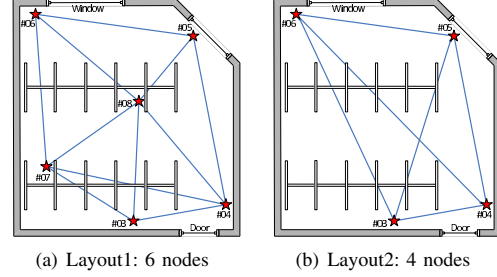 Window
#06
#05
#08
#07
#04
#03
Door
(a) Layout1: 6 nodes
Window
#06
#05
#04
#03
Door
(b) Layout2: 4 nodes